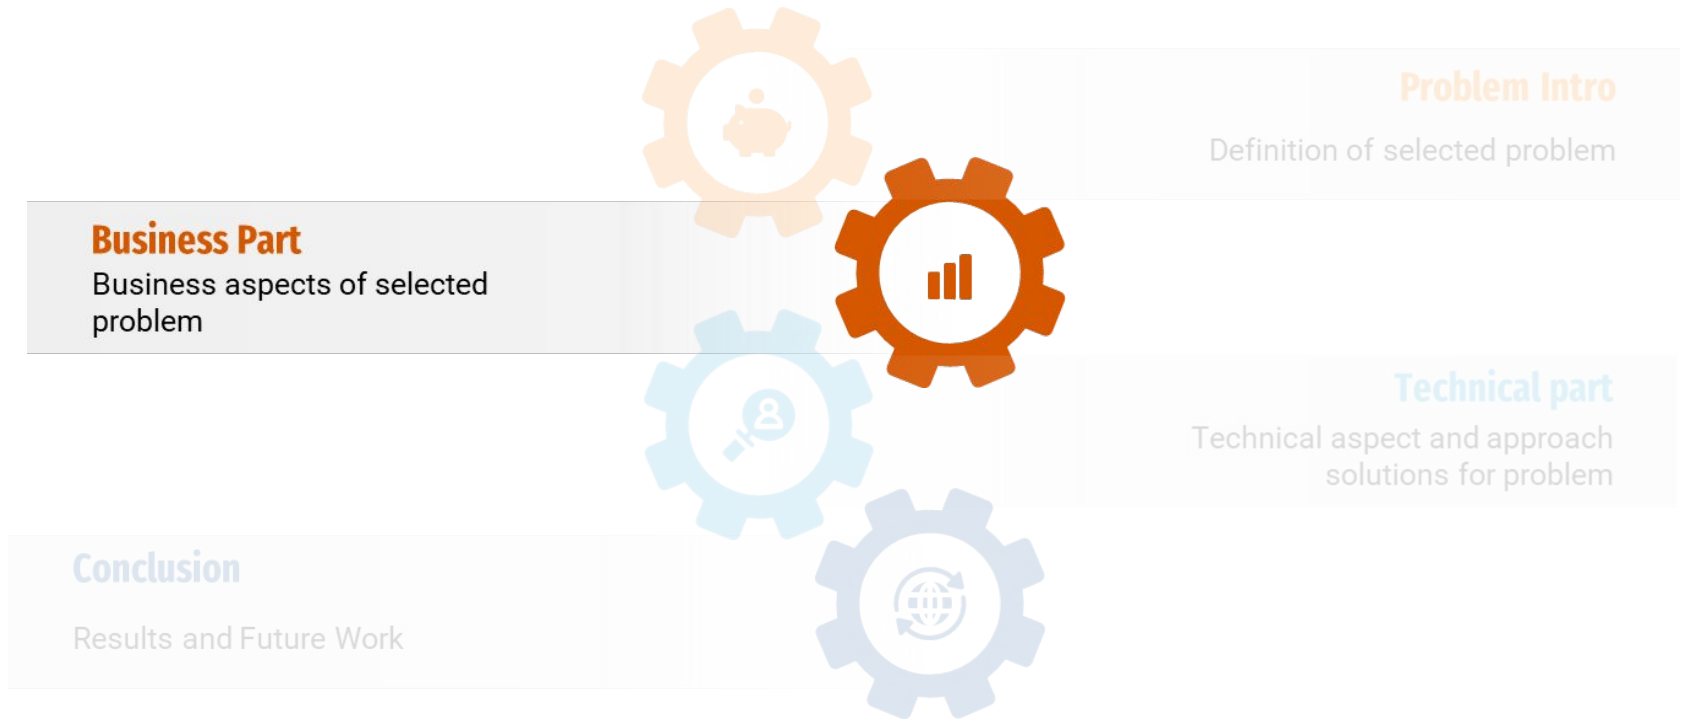 Problem Intro
Definition of selected problem
Business Part
Business aspects of selected
problem
Technical part
Technical aspect and approach
solutions for problem
Conclusion
Results and Future Work